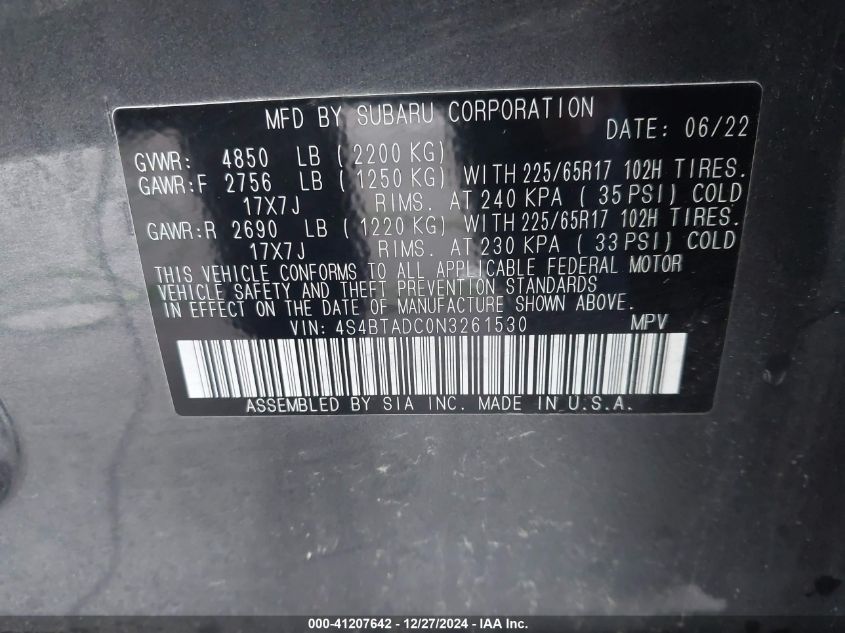 MFD BY SUBARU CORPORATION DATE: 06/22
GVWR: 4850 LB ( 2200 KG)
GAWR:F 2756 LB ( 1250 KG) WITH 225/65R17 102H TIRES.
17X7J RIMS. AT 240 KPA ( 35 PSI) COLD
GAWR:R 2690 LB ( 1220 KG) WITH 225/65R17 102H TIRES.
17X7J RIMS. AT 230 KPA ( 33 PSI) COLD
THIS VEHICLE CONFORMS TO ALL APPLICABLE FEDERAL MOTOR
VEHICLE SAFETY AND THEFT PREVENTION STANDARDS
IN EFFECT ON THE DATE OF MANUFACTURE SHOWN ABOVE.
VIN: 4S4BTADC0N3261530 MPV
ASSEMBLED BY SIA INC. MADE IN U.S.A.
000-41207642 - 12/27/2024 - IAA Inc.